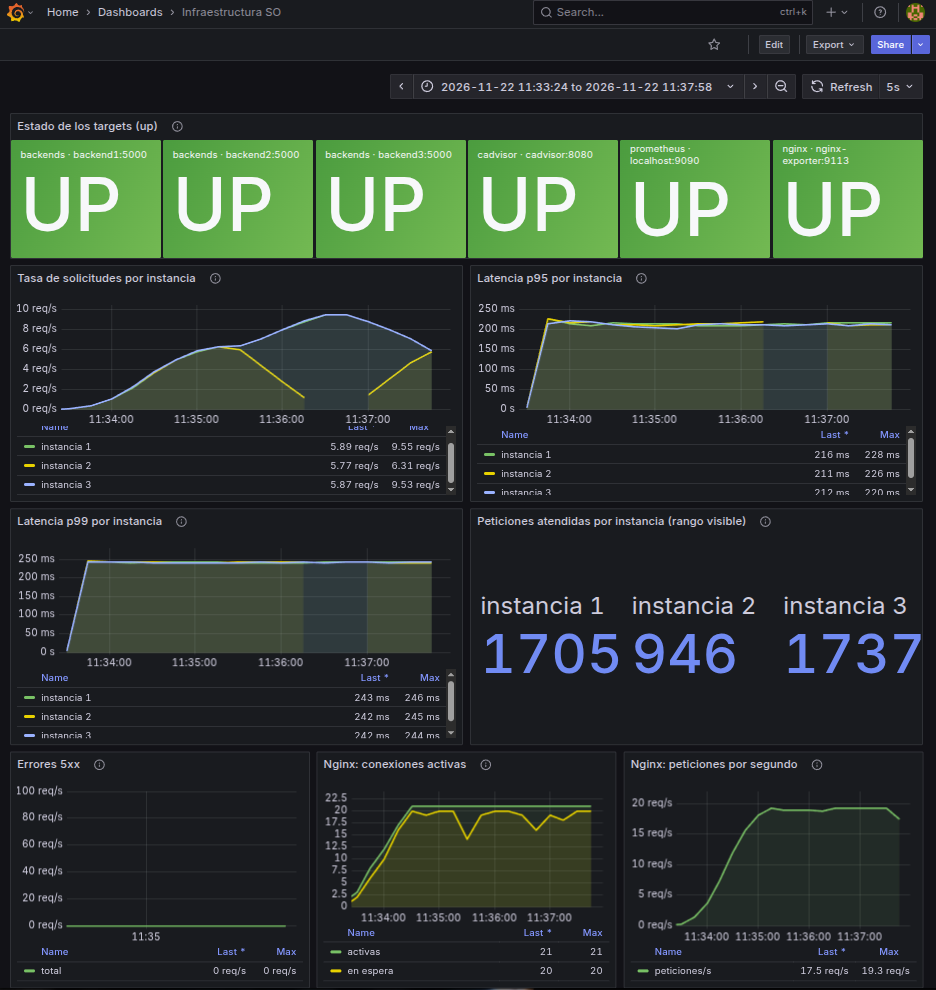 Home › Dashboards › Infraestructura SO
Search... ctrl+k
Edit Export Share
2026-11-22 11:33:24 to 2026-11-22 11:37:58 Refresh 5s
Estado de los targets (up)
backends · backend1:5000
UP
backends · backend2:5000
UP
backends · backend3:5000
UP
cadvisor · cadvisor:8080
UP
prometheus ·
localhost:9090
UP
nginx · nginx-
exporter:9113
UP
Tasa de solicitudes por instancia
10 req/s
8 req/s
6 req/s
4 req/s
2 req/s
0 req/s
11:34:00 11:35:00 11:36:00 11:37:00
Name Last * Max
instancia 1 5.89 req/s 9.55 req/s
instancia 2 5.77 req/s 6.31 req/s
instancia 3 5.87 req/s 9.53 req/s
Latencia p95 por instancia
250 ms
200 ms
150 ms
100 ms
50 ms
0 s
11:34:00 11:35:00 11:36:00 11:37:00
Name Last * Max
instancia 1 216 ms 228 ms
instancia 2 211 ms 226 ms
instancia 3 212 ms 220 ms
Latencia p99 por instancia
250 ms
200 ms
150 ms
100 ms
50 ms
0 s
11:34:00 11:35:00 11:36:00 11:37:00
Name Last * Max
instancia 1 243 ms 246 ms
instancia 2 242 ms 245 ms
instancia 3 242 ms 244 ms
Peticiones atendidas por instancia (rango visible)
instancia 1 instancia 2 instancia 3
1705 946 1737
Errores 5xx
100 req/s
80 req/s
60 req/s
40 req/s
20 req/s
0 req/s
11:35
Name Last * Max
total 0 req/s 0 req/s
Nginx: conexiones activas
22.5
20
17.5
15
12.5
10
7.5
5
2.5
0
11:34:00 11:35:00 11:36:00 11:37:00
Name Last * Max
activas 21 21
en espera 20 20
Nginx: peticiones por segundo
20 req/s
15 req/s
10 req/s
5 req/s
0 req/s
11:34:00 11:35:00 11:36:00 11:37:00
Name Last * Max
peticiones/s 17.5 req/s 19.3 req/s